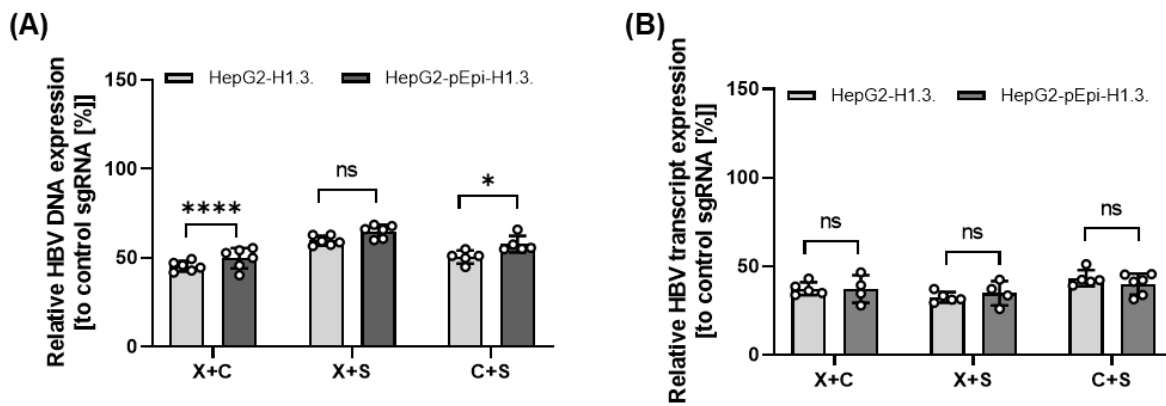 (A)
Relative HBV DNA expression
[to control sgRNA [%]]
HepG2-H1.3. HepG2-pEpi-H1.3.
150
100
50
0
**** ns *
X+C X+S C+S
(B)
Relative HBV transcript expression
[to control sgRNA [%]]
HepG2-H1.3. HepG2-pEpi-H1.3.
150
100
50
0
ns ns ns
X+C X+S C+S